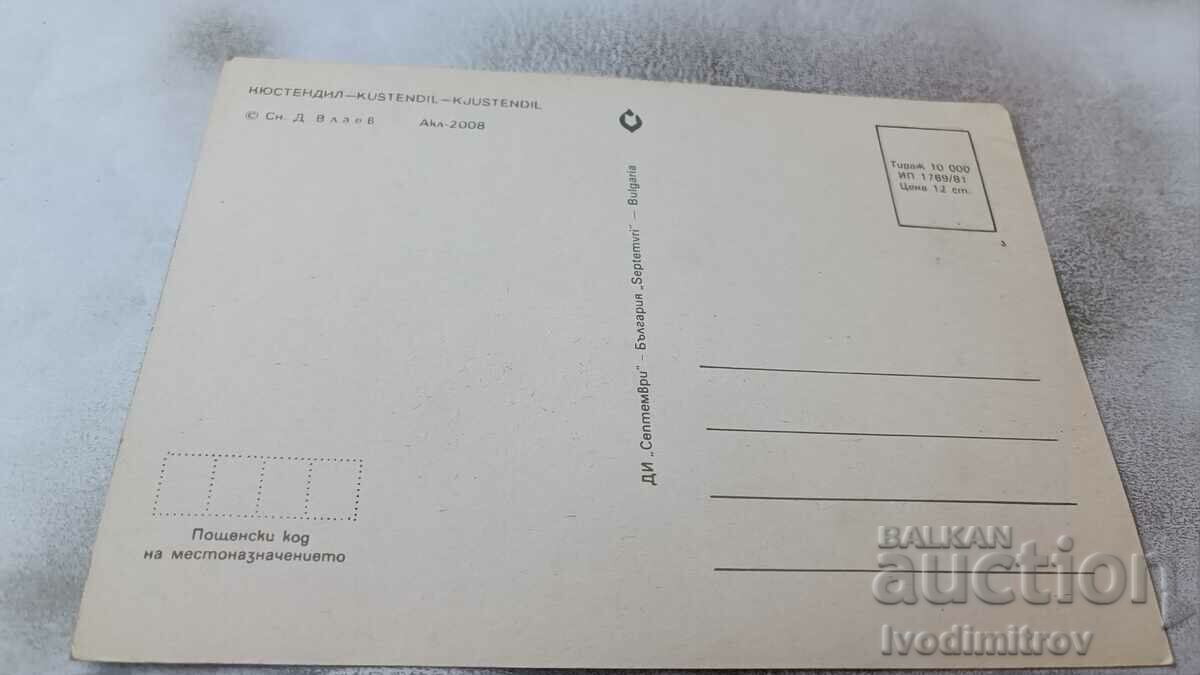 КЮСТЕНДИЛ—KUSTENDIL—KJUSTENDIL
© Сн. Д. Влаев Акл-2008
Тираж 10 000
ИП 1789/81
Цена 12 ст.
ДИ „Септември" – България „Septemvri" – Bulgaria
Пощенски код
на местоназначението
BALKAN
auction
Ivodimitrov